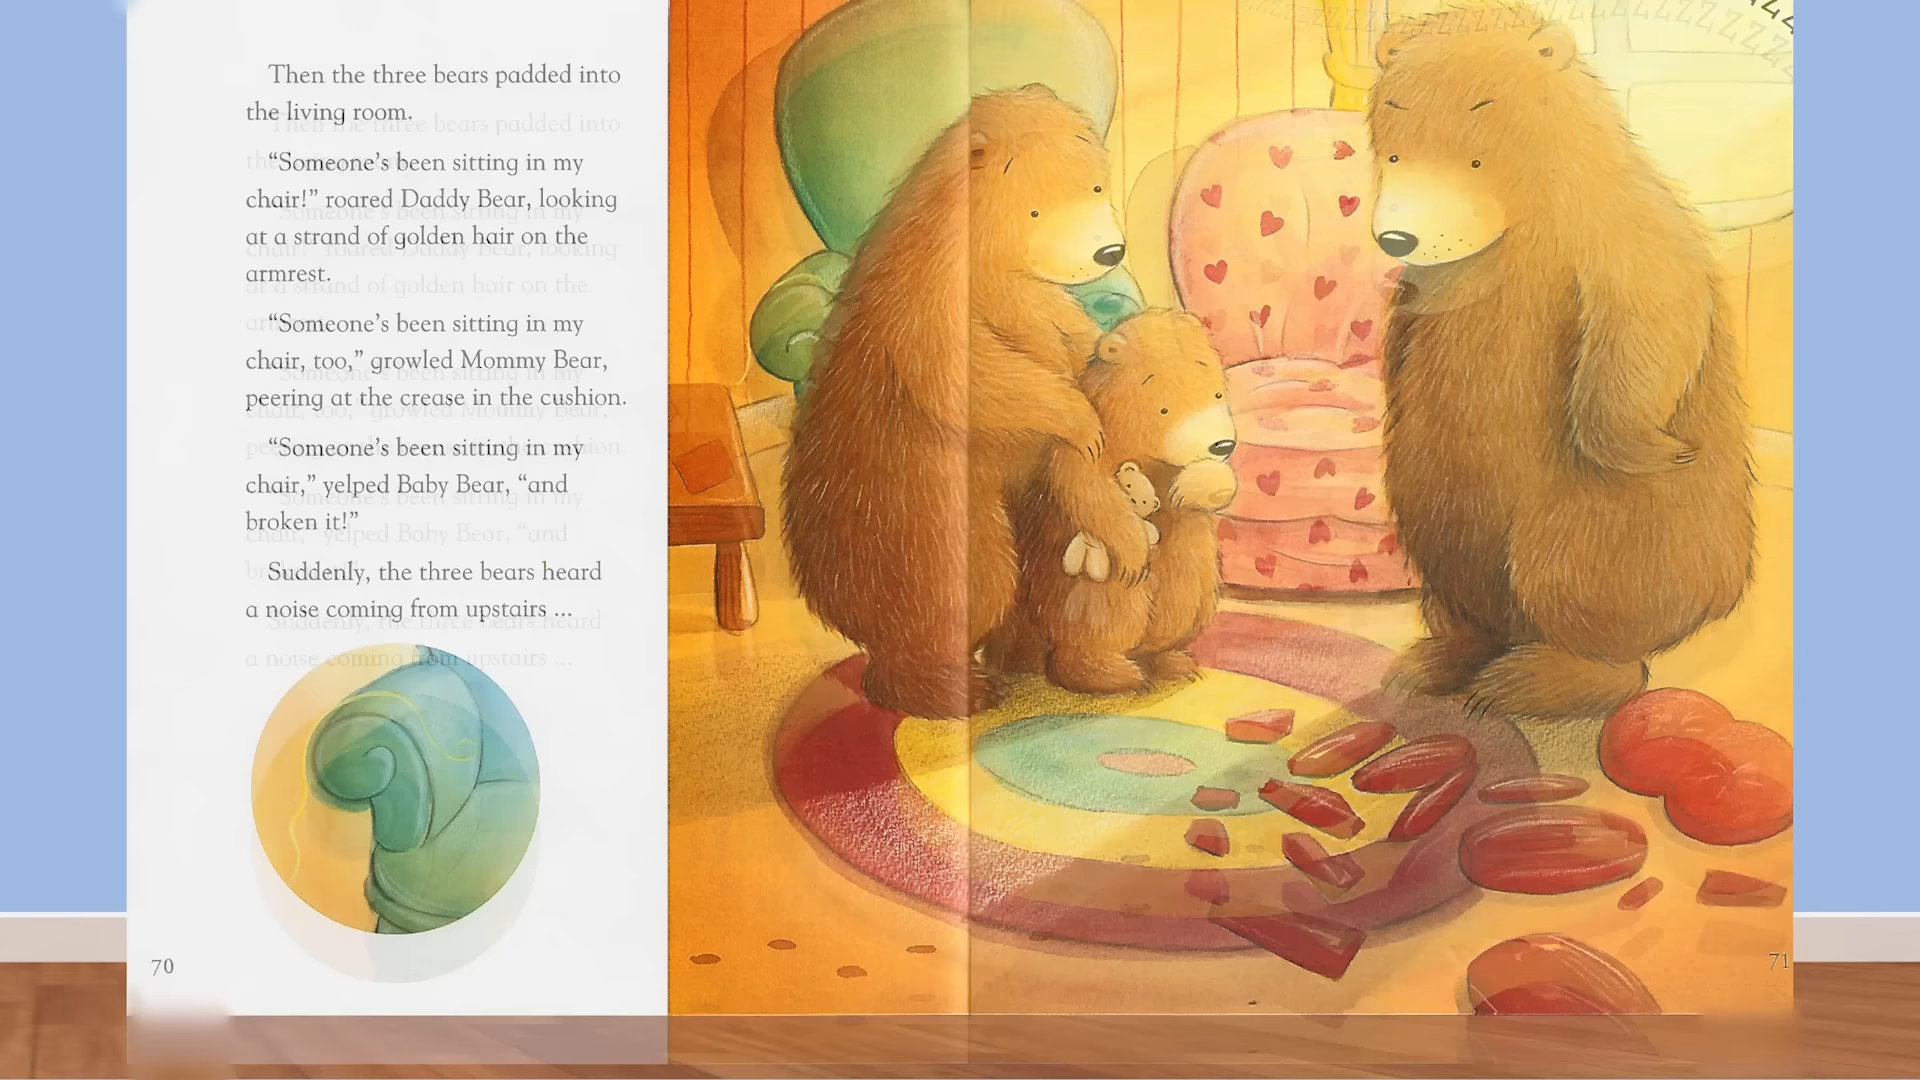 Then the three bears padded into
the living room.
“Someone’s been sitting in my
chair!” roared Daddy Bear, looking
at a strand of golden hair on the
armrest.
“Someone’s been sitting in my
chair, too,” growled Mommy Bear,
peering at the crease in the cushion.
“Someone’s been sitting in my
chair,” yelped Baby Bear, “and
broken it!”
Suddenly, the three bears heard
a noise coming from upstairs ...
70
71